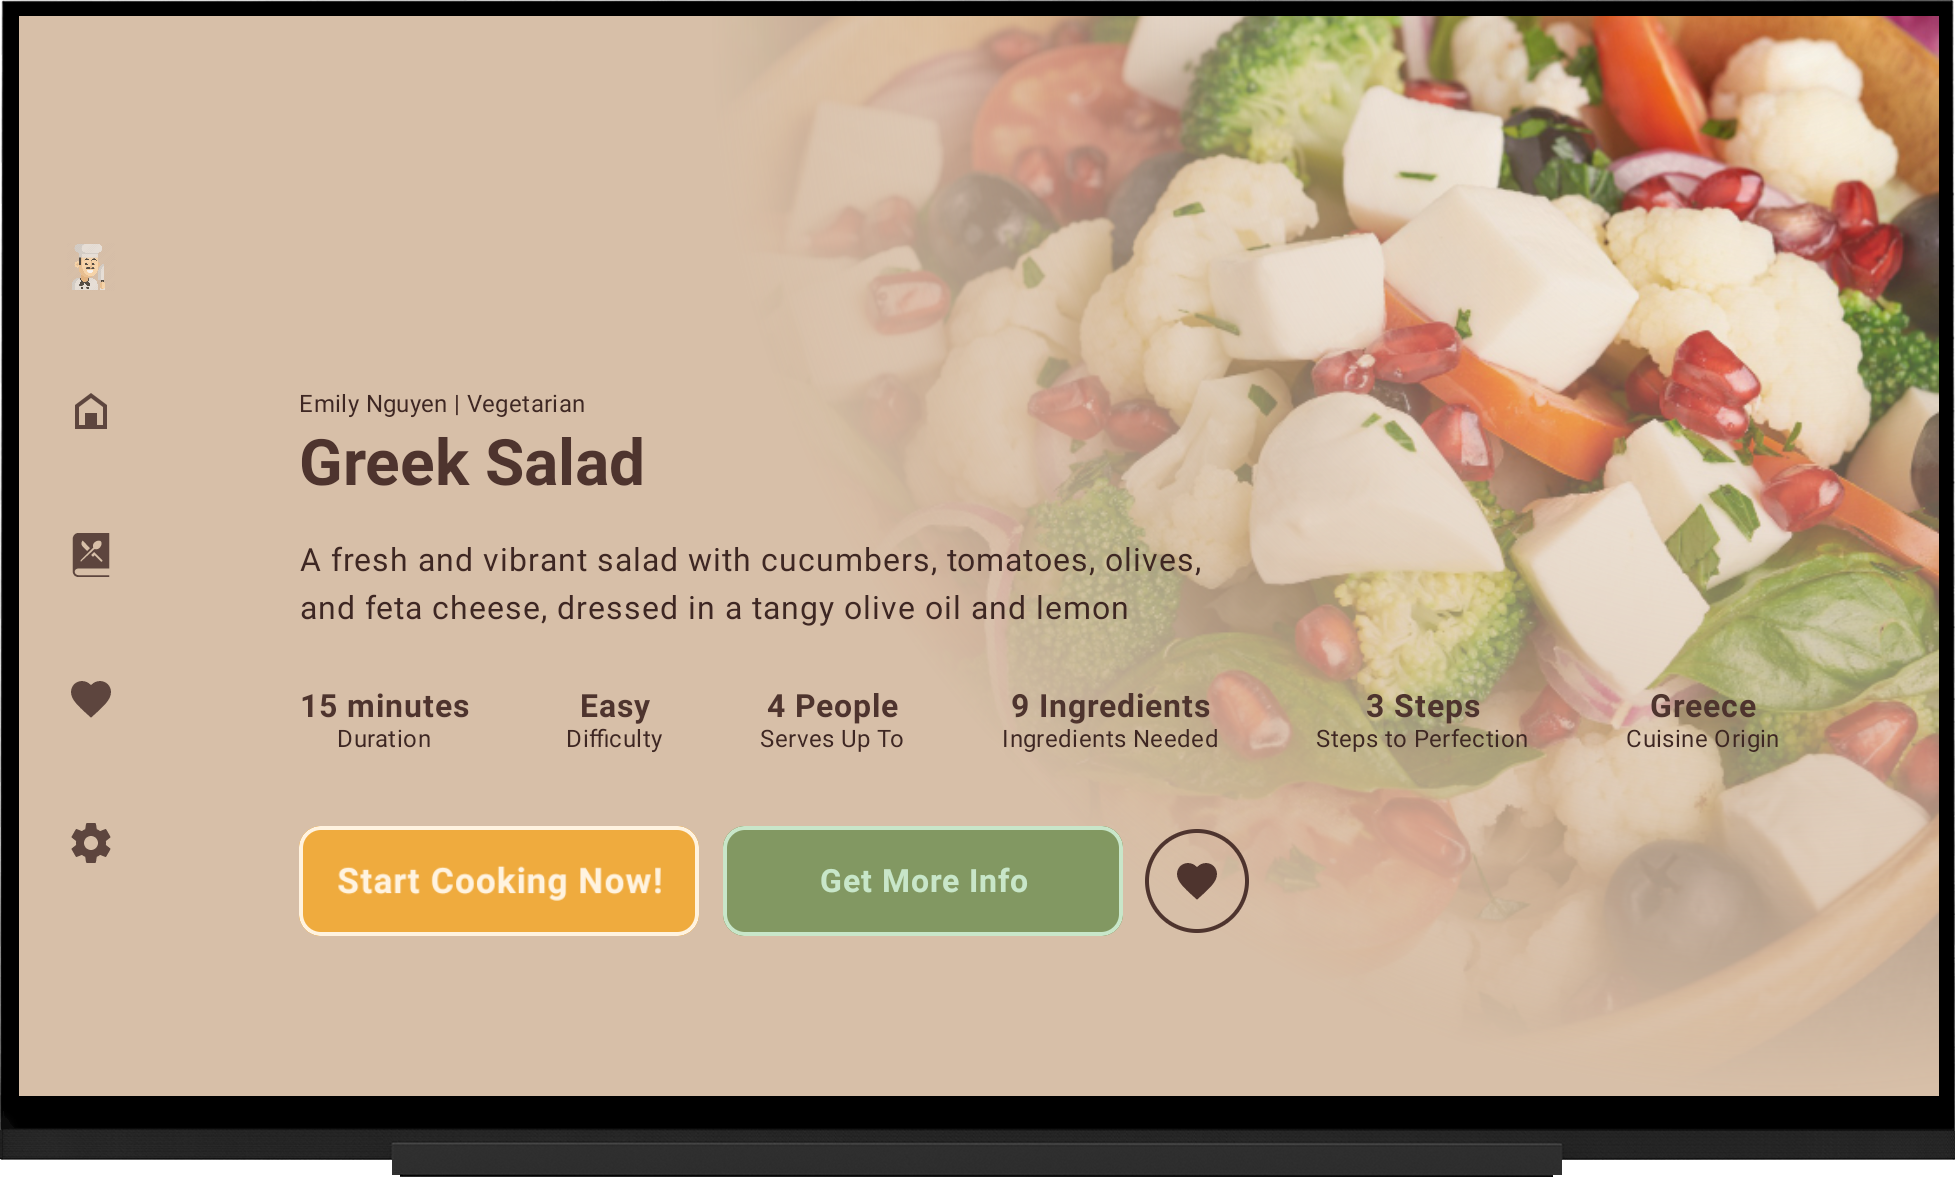 Emily Nguyen | Vegetarian
Greek Salad
A fresh and vibrant salad with cucumbers, tomatoes, olives,
and feta cheese, dressed in a tangy olive oil and lemon
15 minutes
Duration
Easy
Difficulty
4 People
Serves Up To
9 Ingredients
Ingredients Needed
3 Steps
Steps to Perfection
Greece
Cuisine Origin
Start Cooking Now!
Get More Info